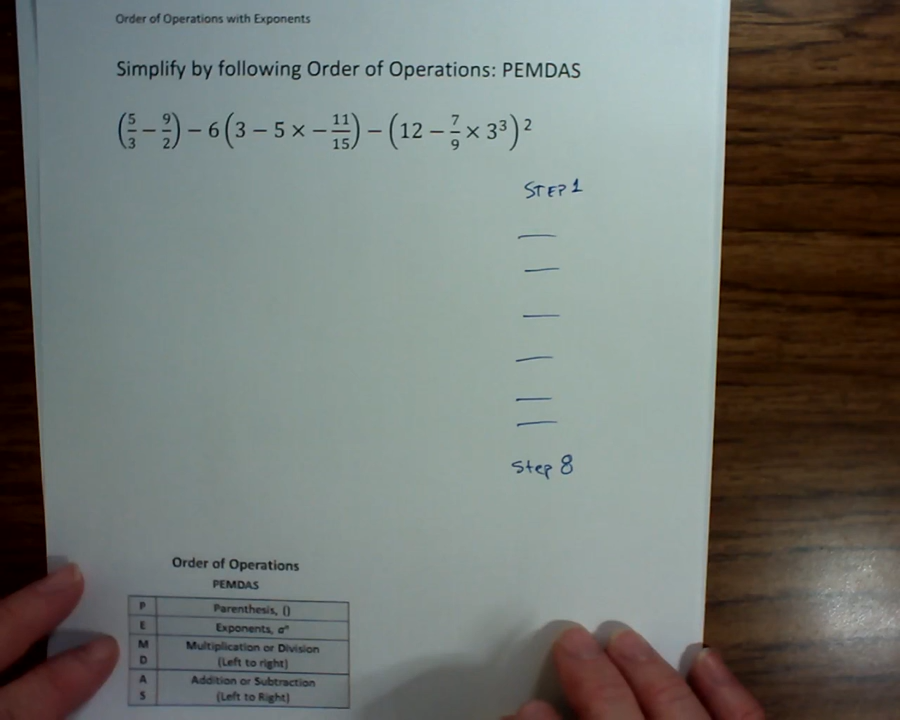 Order of Operations with Exponents
Simplify by following Order of Operations: PEMDAS
(5/3 − 9/2) − 6(3 − 5 × −11/15) − (12 − 7/9 × 3³)²
STEP 1
Step 8
Order of Operations
PEMDAS
P Parenthesis, ()
E Exponents, aⁿ
M Multiplication or Division
D (Left to right)
A Addition or Subtraction
S (Left to Right)